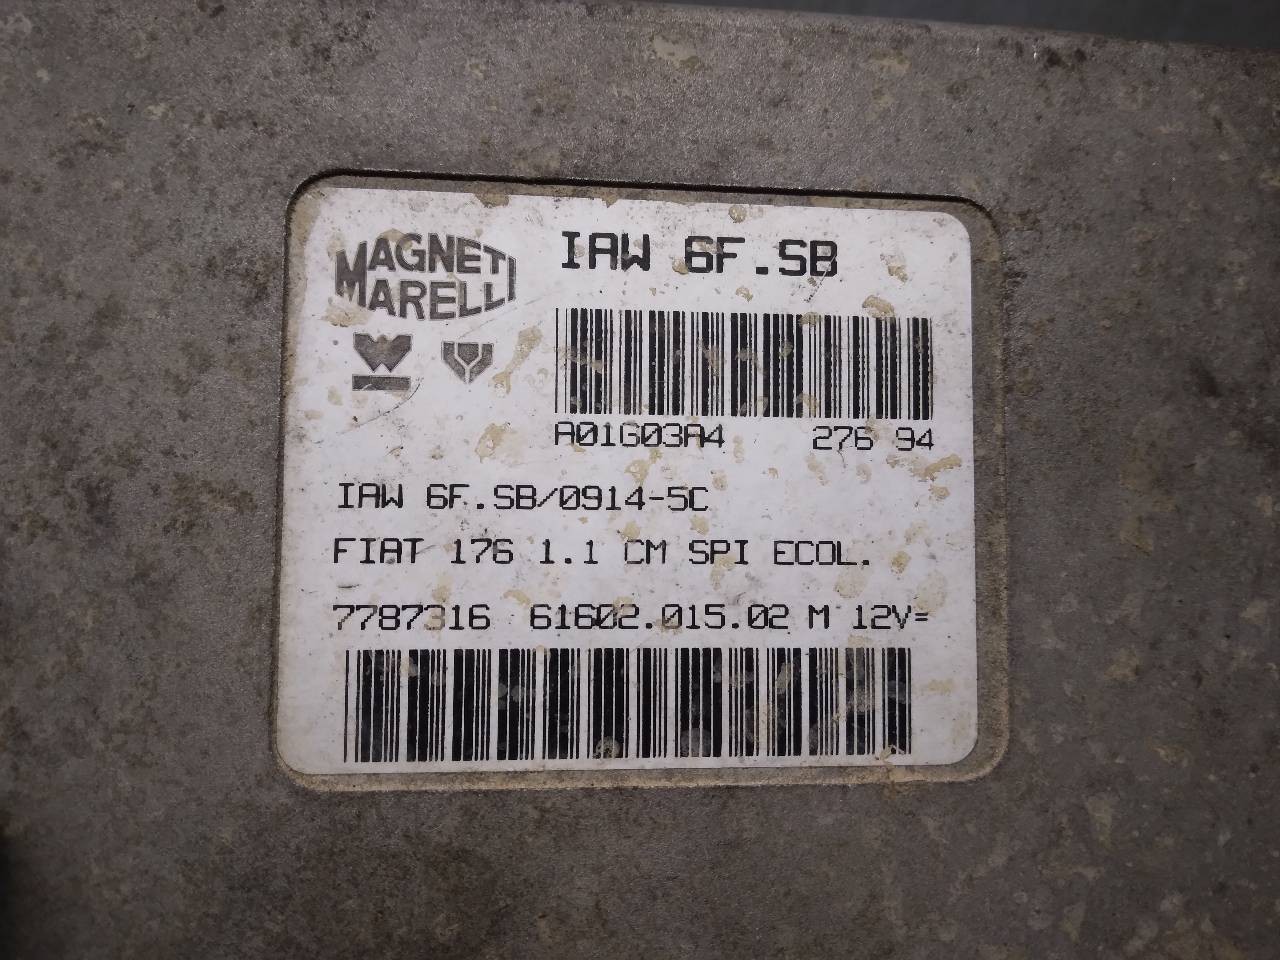 MAGNETI
MARELLI
IAW 6F.SB
A01G03A4 276 94
IAW 6F.SB/0914-5C
FIAT 176 1.1 CM SPI ECOL.
7787316 61602.015.02 M 12V=